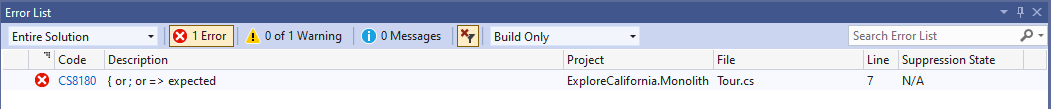 Error List
Entire Solution 1 Error 0 of 1 Warning 0 Messages Build Only Search Error List
Code Description Project File Line Suppression State
CS8180 { or ; or => expected ExploreCalifornia.Monolith Tour.cs 7 N/A